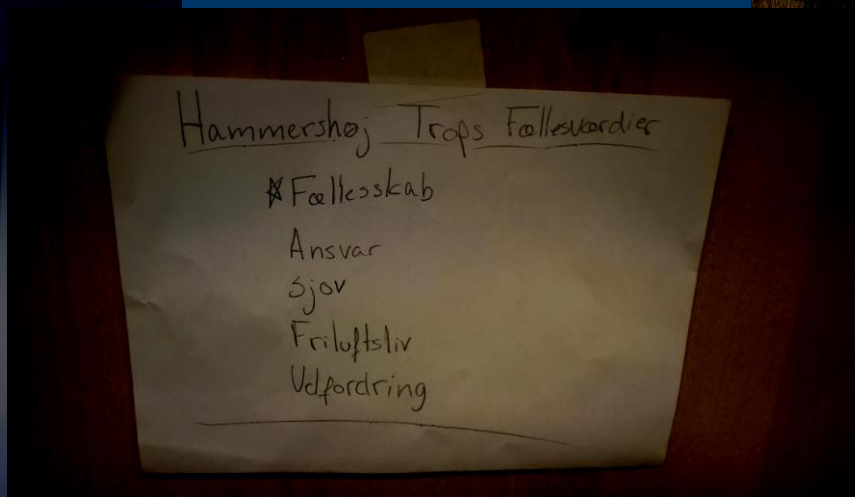 Hammershøj Trops Fællesværdier
☆Fællesskab
Ansvar
Sjov
Friluftsliv
Udfordring